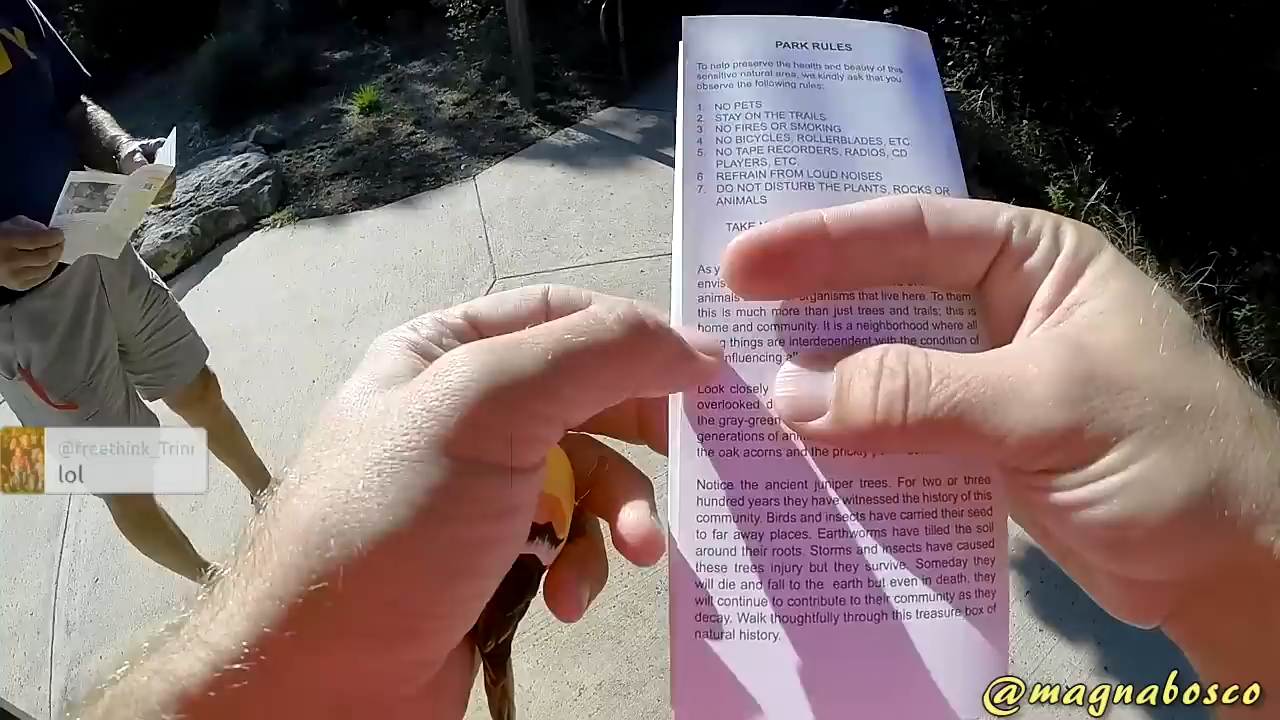 PARK RULES
To help preserve the health and beauty of this
sensitive natural area, we kindly ask that you
observe the following rules:
1. NO PETS
2. STAY ON THE TRAILS
3 NO FIRES OR SMOKING
4. NO BICYCLES, ROLLERBLADES, ETC.
5. NO TAPE RECORDERS, RADIOS, CD
PLAYERS, ETC.
6 REFRAIN FROM LOUD NOISES
7. DO NOT DISTURB THE PLANTS, ROCKS OR
ANIMALS
TAKE
As
animals organisms that live here. To them
this is much more than just trees and trails; this is
home and community. It is a neighborhood where all
things are interdependent with the condition of
influencing
Look closely
overlooked
the gray-green
generations of
the oak acorns and the
Notice the ancient juniper trees. For two or three
hundred years they have witnessed the history of this
community. Birds and insects have carried their seed
to far away places. Earthworms have tilled the soil
around their roots. Storms and insects have caused
these trees injury but they survive. Someday they
will die and fall to the earth but even in death, they
will continue to contribute to their community as they
decay. Walk thoughtfully through this treasure box of
natural history.
@freethink_Trini
lol
@magnabosco